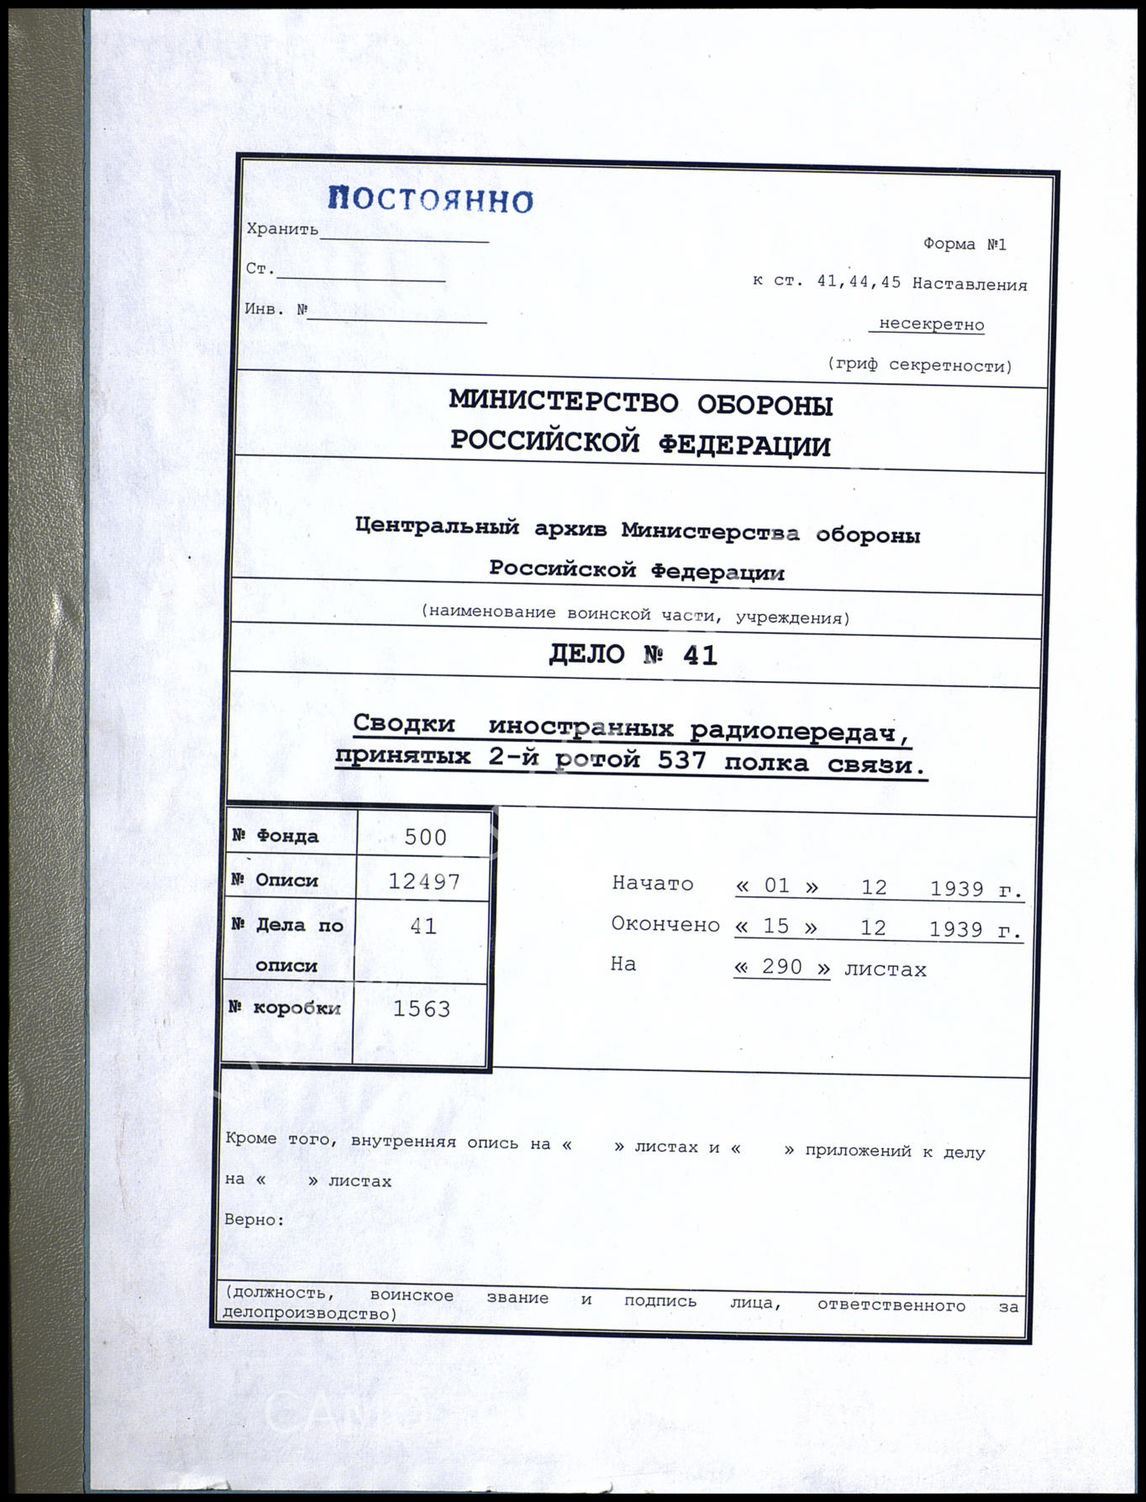 ПОСТОЯННО
Хранить
Форма №1
Ст.
к ст. 41,44,45 Наставления
Инв. №
несекретно
(гриф секретности)
МИНИСТЕРСТВО ОБОРОНЫ
РОССИЙСКОЙ ФЕДЕРАЦИИ
Центральный архив Министерства обороны
Российской Федерации
(наименование воинской части, учреждения)
ДЕЛО № 41
Сводки иностранных радиопередач,
принятых 2-й ротой 537 полка связи.
№ Фонда 500
№ Описи 12497
№ Дела по 41
описи
№ коробки 1563
Начато « 01 » 12 1939 г.
Окончено « 15 » 12 1939 г.
На « 290 » листах
Кроме того, внутренняя опись на « » листах и « » приложений к делу
на « » листах
Верно:
(должность, воинское звание и подпись лица, ответственного за
делопроизводство)